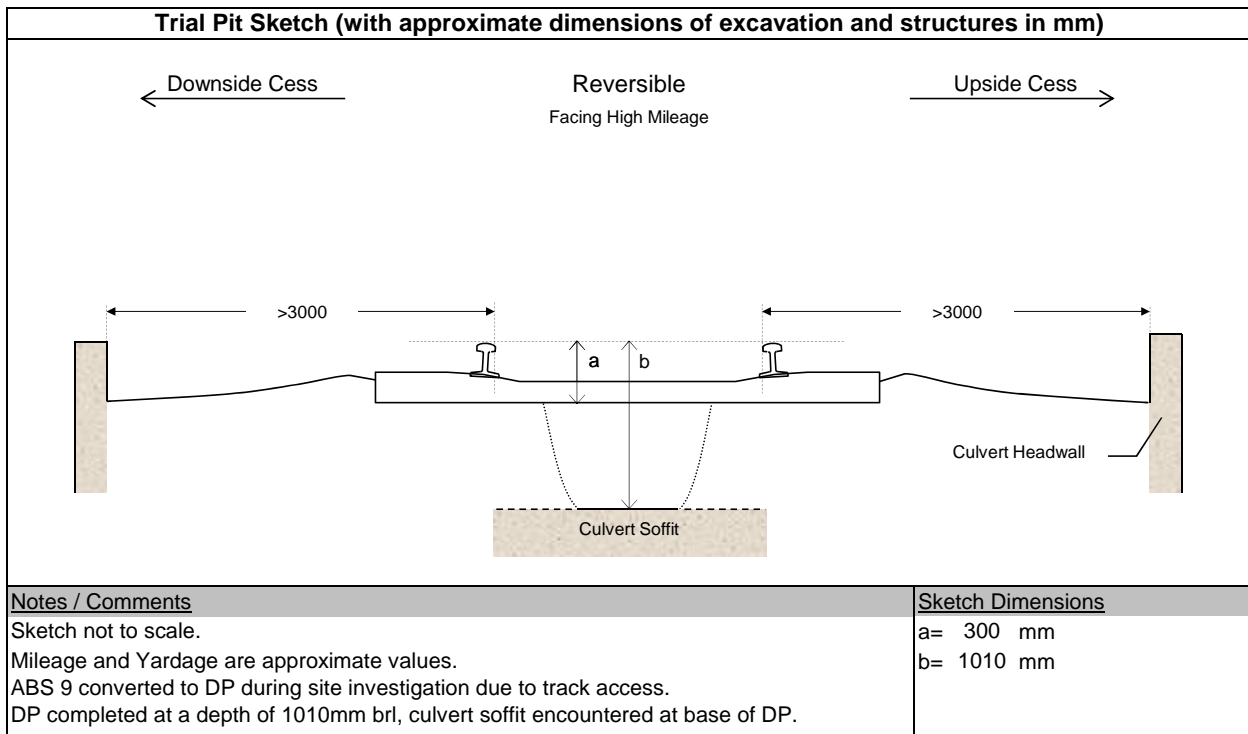 Trial Pit Sketch (with approximate dimensions of excavation and structures in mm)
Downside Cess
Reversible
Upside Cess
Facing High Mileage
>3000
>3000
a
b
Culvert Headwall
Culvert Soffit
Notes / Comments
Sketch not to scale.
Mileage and Yardage are approximate values.
ABS 9 converted to DP during site investigation due to track access.
DP completed at a depth of 1010mm brl, culvert soffit encountered at base of DP.
Sketch Dimensions
a= 300 mm
b= 1010 mm